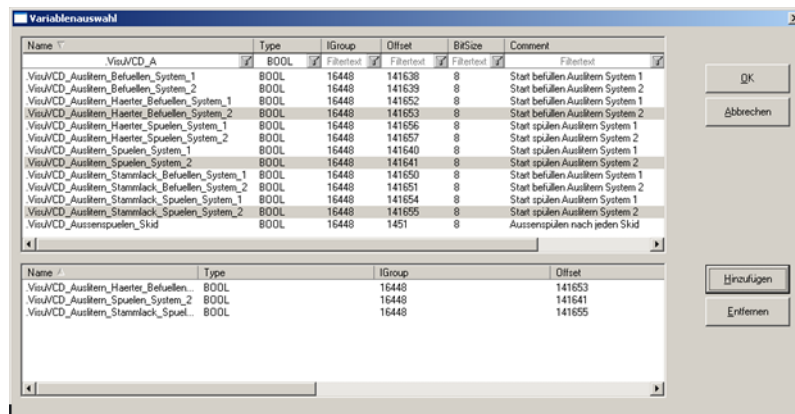 Variablenauswahl
Name Type IGroup Offset BitSize Comment
.VisuVCD_A BOOL Filtertext Filtertext Filtertext Filtertext
.VisuVCD_Auslitern_Befuellen_System_1 BOOL 16448 141638 8 Start befüllen Auslitern System 1
.VisuVCD_Auslitern_Befuellen_System_2 BOOL 16448 141639 8 Start befüllen Auslitern System 2
.VisuVCD_Auslitern_Haerter_Befuellen_System_1 BOOL 16448 141652 8 Start befüllen Auslitern System 1
.VisuVCD_Auslitern_Haerter_Befuellen_System_2 BOOL 16448 141653 8 Start befüllen Auslitern System 2
.VisuVCD_Auslitern_Haerter_Spuelen_System_1 BOOL 16448 141656 8 Start spülen Auslitern System 1
.VisuVCD_Auslitern_Haerter_Spuelen_System_2 BOOL 16448 141657 8 Start spülen Auslitern System 2
.VisuVCD_Auslitern_Spuelen_System_1 BOOL 16448 141640 8 Start spülen Auslitern System 1
.VisuVCD_Auslitern_Spuelen_System_2 BOOL 16448 141641 8 Start spülen Auslitern System 2
.VisuVCD_Auslitern_Stammlack_Befuellen_System_1 BOOL 16448 141650 8 Start befüllen Auslitern System 1
.VisuVCD_Auslitern_Stammlack_Befuellen_System_2 BOOL 16448 141651 8 Start befüllen Auslitern System 2
.VisuVCD_Auslitern_Stammlack_Spuelen_System_1 BOOL 16448 141654 8 Start spülen Auslitern System 1
.VisuVCD_Auslitern_Stammlack_Spuelen_System_2 BOOL 16448 141655 8 Start spülen Auslitern System 2
.VisuVCD_Aussenspuelen_Skid BOOL 16448 1451 8 Aussenspülen nach jeden Skid
OK
Abbrechen
Name Type IGroup Offset
.VisuVCD_Auslitern_Haerter_Befuellen... BOOL 16448 141653
.VisuVCD_Auslitern_Spuelen_System_2 BOOL 16448 141641
.VisuVCD_Auslitern_Stammlack_Spuel... BOOL 16448 141655
Hinzufügen
Entfernen